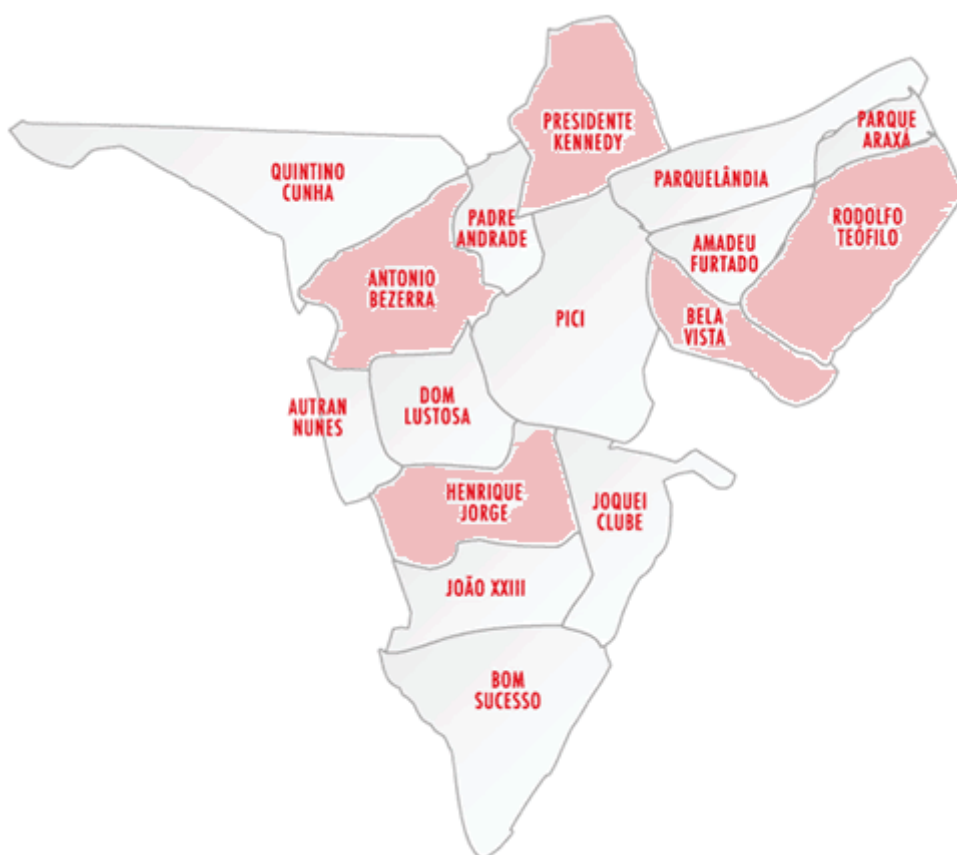 PRESIDENTE
KENNEDY
PARQUE
ARAXÁ
QUINTINO
CUNHA
PARQUELÂNDIA
PADRE
ANDRADE
RODOLFO
TEÓFILO
AMADEU
FURTADO
ANTONIO
BEZERRA
PICI
BELA
VISTA
AUTRAN
NUNES
DOM
LUSTOSA
HENRIQUE
JORGE
JOQUEI
CLUBE
JOÃO XXIII
BOM
SUCESSO